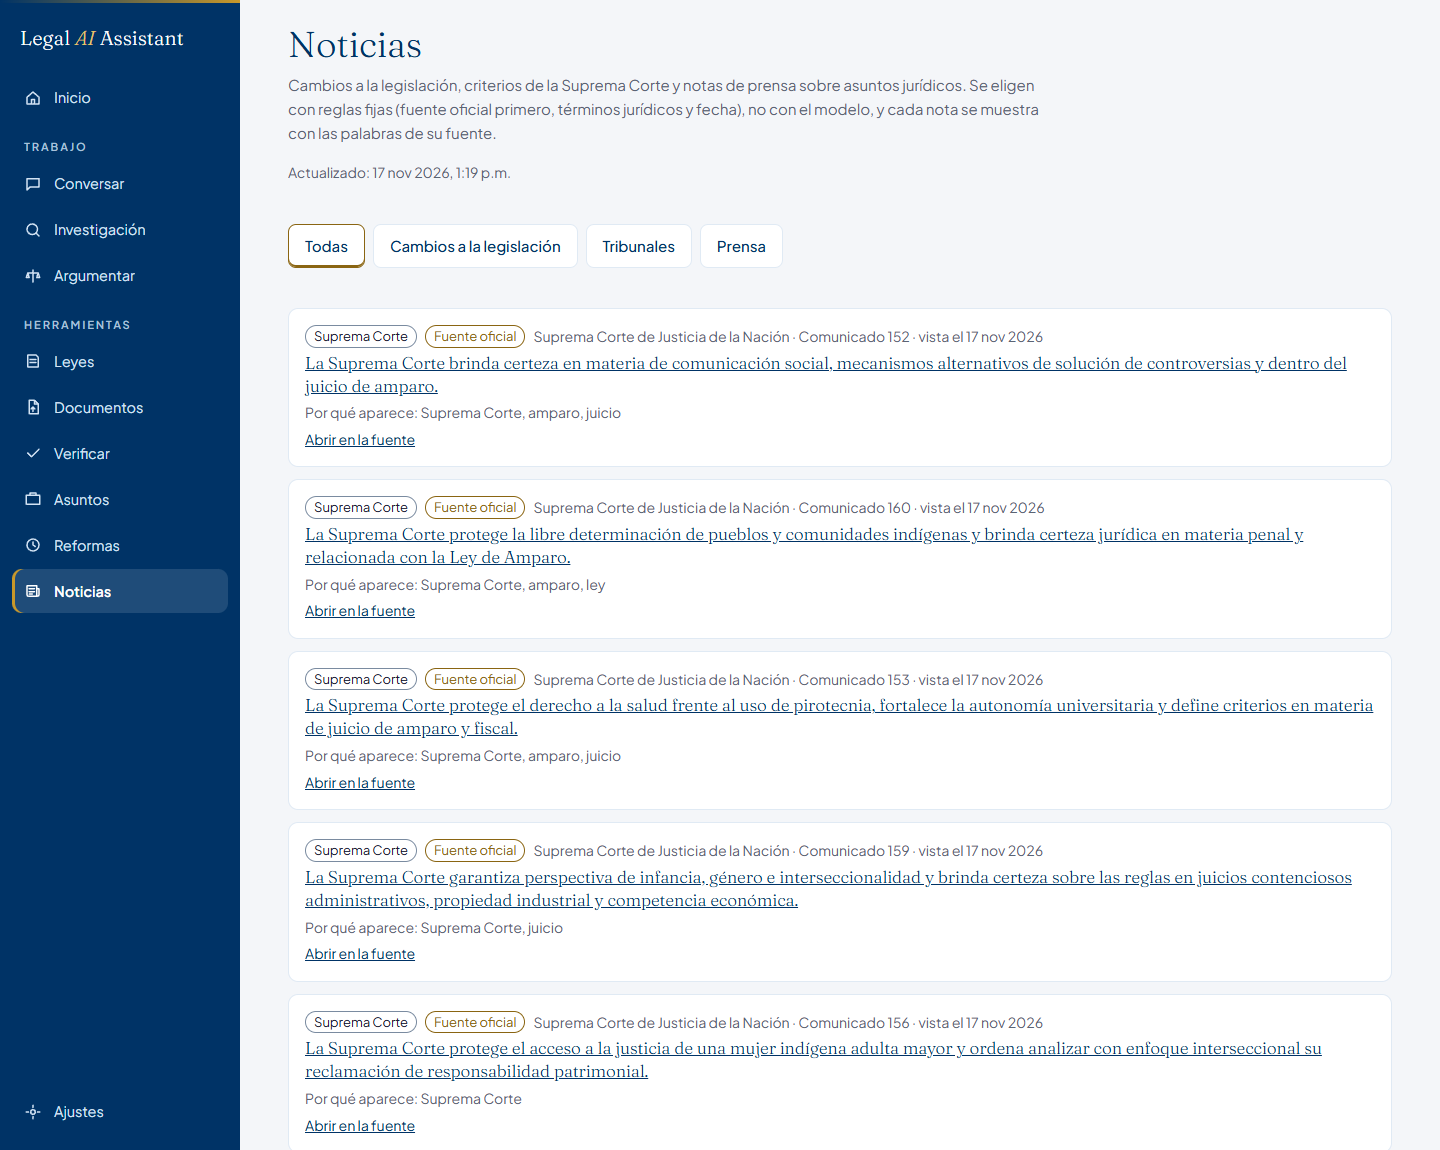 Legal AI Assistant
Inicio
TRABAJO
Conversar
Investigación
Argumentar
HERRAMIENTAS
Leyes
Documentos
Verificar
Asuntos
Reformas
Noticias
Ajustes
Noticias
Cambios a la legislación, criterios de la Suprema Corte y notas de prensa sobre asuntos jurídicos. Se eligen
con reglas fijas (fuente oficial primero, términos jurídicos y fecha), no con el modelo, y cada nota se muestra
con las palabras de su fuente.
Actualizado: 17 nov 2026, 1:19 p.m.
Todas
Cambios a la legislación
Tribunales
Prensa
Suprema Corte Fuente oficial Suprema Corte de Justicia de la Nación · Comunicado 152 · vista el 17 nov 2026
La Suprema Corte brinda certeza en materia de comunicación social, mecanismos alternativos de solución de controversias y dentro del
juicio de amparo.
Por qué aparece: Suprema Corte, amparo, juicio
Abrir en la fuente
Suprema Corte Fuente oficial Suprema Corte de Justicia de la Nación · Comunicado 160 · vista el 17 nov 2026
La Suprema Corte protege la libre determinación de pueblos y comunidades indígenas y brinda certeza jurídica en materia penal y
relacionada con la Ley de Amparo.
Por qué aparece: Suprema Corte, amparo, ley
Abrir en la fuente
Suprema Corte Fuente oficial Suprema Corte de Justicia de la Nación · Comunicado 153 · vista el 17 nov 2026
La Suprema Corte protege el derecho a la salud frente al uso de pirotecnia, fortalece la autonomía universitaria y define criterios en materia
de juicio de amparo y fiscal.
Por qué aparece: Suprema Corte, amparo, juicio
Abrir en la fuente
Suprema Corte Fuente oficial Suprema Corte de Justicia de la Nación · Comunicado 159 · vista el 17 nov 2026
La Suprema Corte garantiza perspectiva de infancia, género e interseccionalidad y brinda certeza sobre las reglas en juicios contenciosos
administrativos, propiedad industrial y competencia económica.
Por qué aparece: Suprema Corte, juicio
Abrir en la fuente
Suprema Corte Fuente oficial Suprema Corte de Justicia de la Nación · Comunicado 156 · vista el 17 nov 2026
La Suprema Corte protege el acceso a la justicia de una mujer indígena adulta mayor y ordena analizar con enfoque interseccional su
reclamación de responsabilidad patrimonial.
Por qué aparece: Suprema Corte
Abrir en la fuente